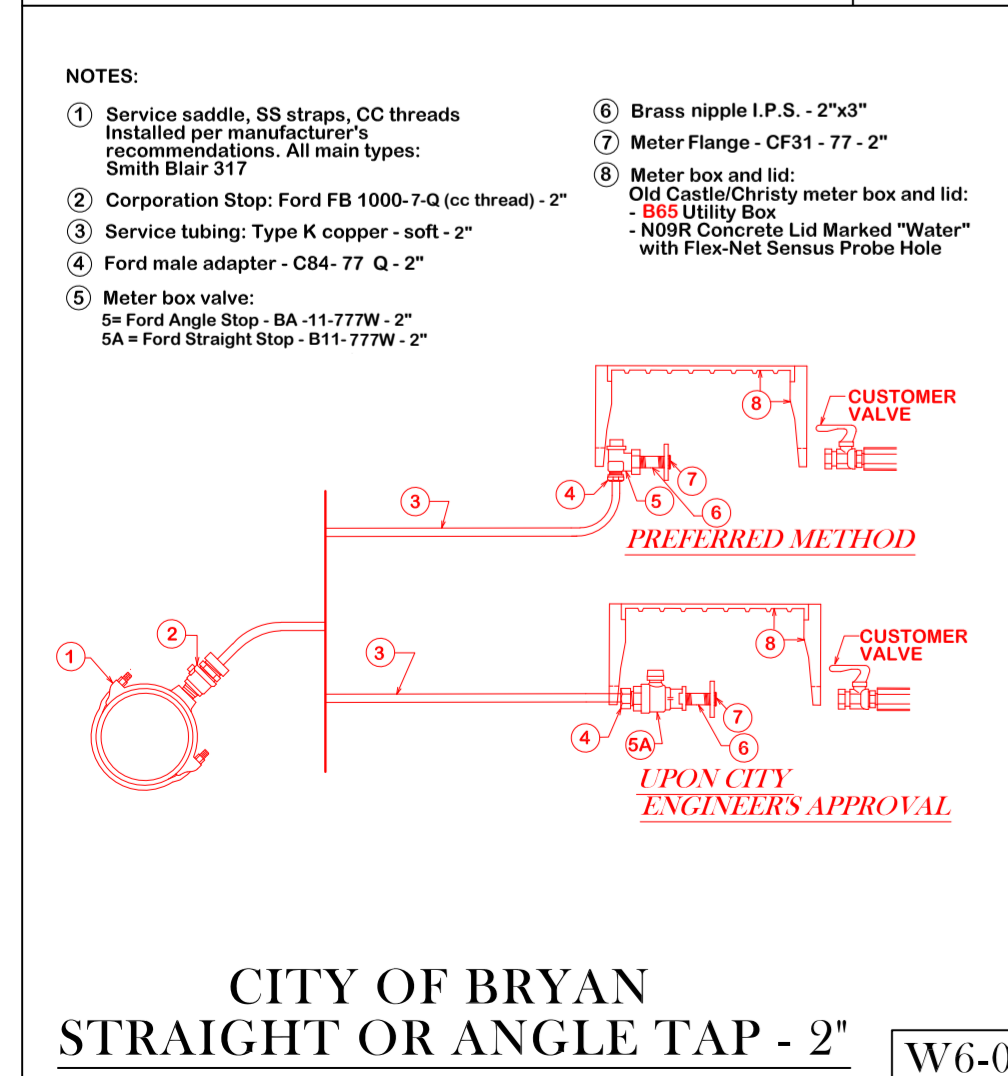 NOTES:
1 Service saddle, SS straps, CC threads
Installed per manufacturer's
recommendations. All main types:
Smith Blair 317
2 Corporation Stop: Ford FB 1000-7-Q (cc thread) - 2"
3 Service tubing: Type K copper - soft - 2"
4 Ford male adapter - C84- 77 Q - 2"
5 Meter box valve:
5= Ford Angle Stop - BA -11-777W - 2"
5A = Ford Straight Stop - B11-777W - 2"
6 Brass nipple I.P.S. - 2"x3"
7 Meter Flange - CF31 - 77 - 2"
8 Meter box and lid:
Old Castle/Christy meter box and lid:
- B65 Utility Box
- N09R Concrete Lid Marked "Water"
with Flex-Net Sensus Probe Hole
8
CUSTOMER
VALVE
3
4
5
7
6
PREFERRED METHOD
1
2
3
8
CUSTOMER
VALVE
4
5A
7
6
UPON CITY
ENGINEER'S APPROVAL
CITY OF BRYAN
STRAIGHT OR ANGLE TAP - 2"
W6-0